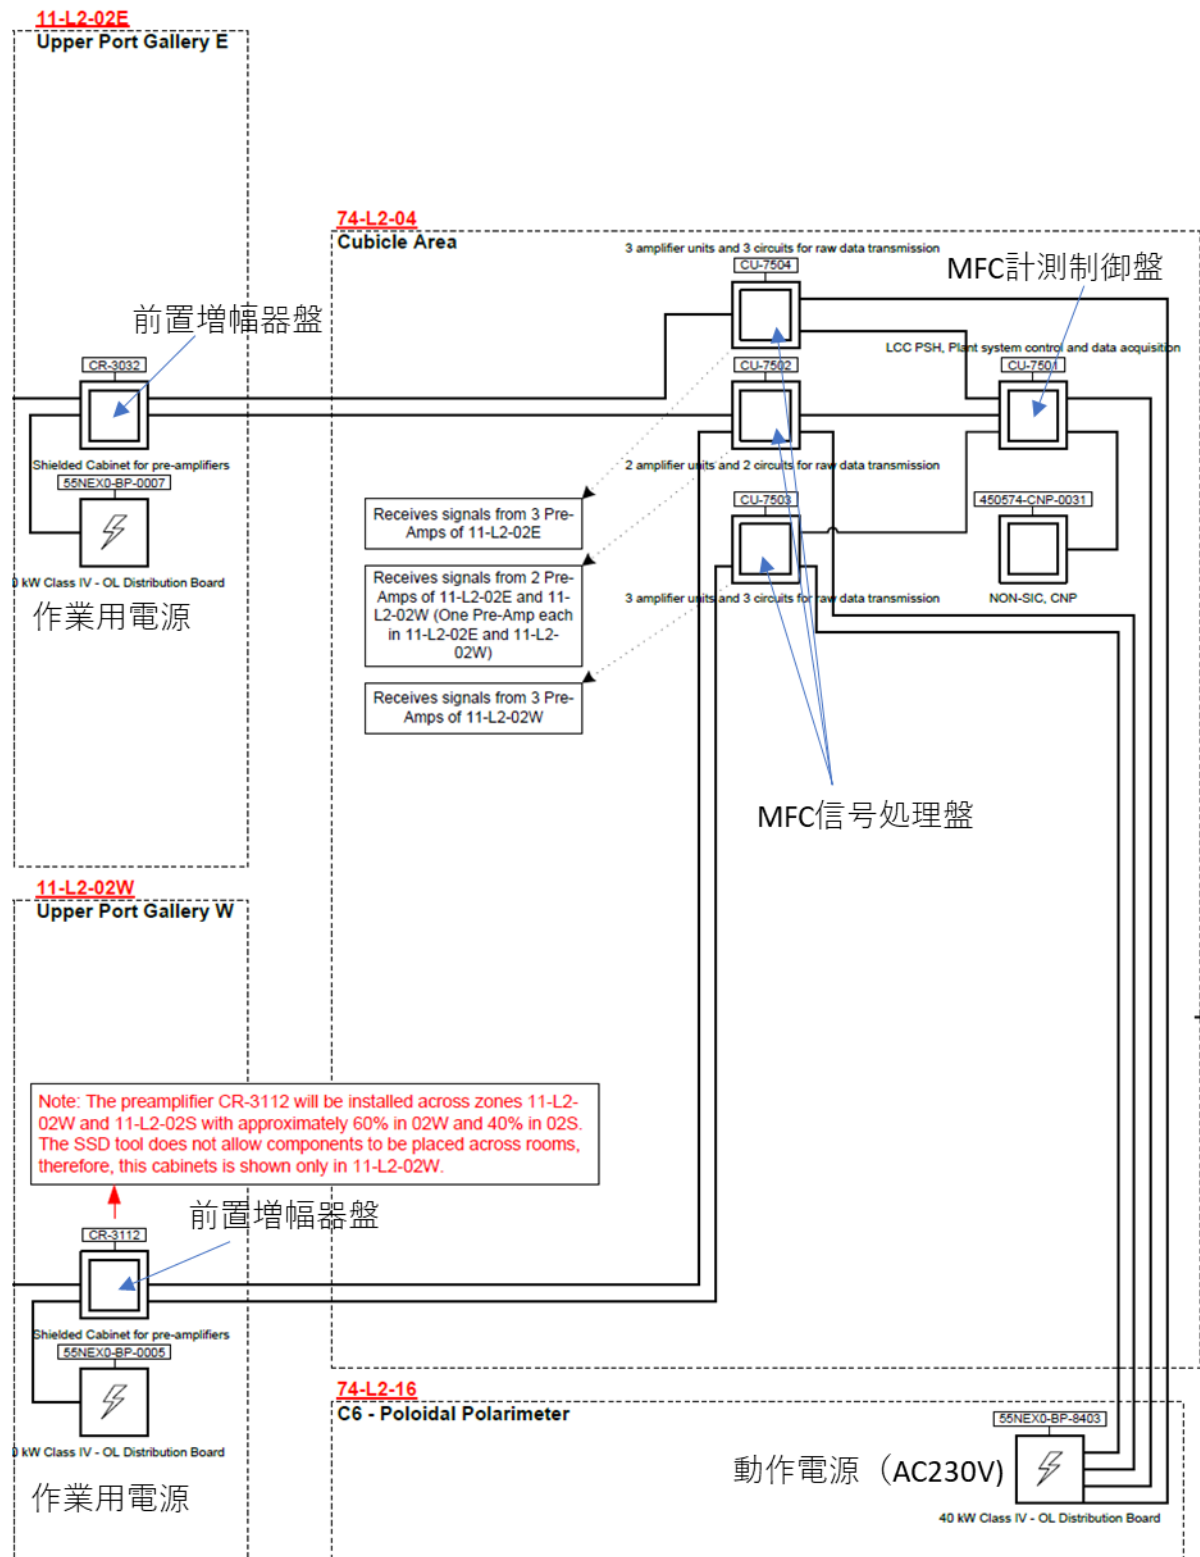 11-L2-02E
Upper Port Gallery E
74-L2-04
Cubicle Area
3 amplifier units and 3 circuits for raw data transmission
CU-7504
MFC計測制御盤
前置増幅器盤
LCC PSH, Plant system control and data acquisition
CR-3032
CU-7502
CU-7501
Shielded Cabinet for pre-amplifiers
2 amplifier units and 2 circuits for raw data transmission
55NEX0-BP-0007
CU-7503
450574-CNP-0031
Receives signals from 3 Pre-
Amps of 11-L2-02E
kW Class IV - OL Distribution Board
Receives signals from 2 Pre-
Amps of 11-L2-02E and 11-
L2-02W (One Pre-Amp each
in 11-L2-02E and 11-L2-
02W)
3 amplifier units and 3 circuits for raw data transmission
NON-SIC, CNP
作業用電源
Receives signals from 3 Pre-
Amps of 11-L2-02W
MFC信号処理盤
11-L2-02W
Upper Port Gallery W
Note: The preamplifier CR-3112 will be installed across zones 11-L2-
02W and 11-L2-02S with approximately 60% in 02W and 40% in 02S.
The SSD tool does not allow components to be placed across rooms,
therefore, this cabinets is shown only in 11-L2-02W.
前置増幅器盤
CR-3112
Shielded Cabinet for pre-amplifiers
55NEX0-BP-0005
74-L2-16
C6 - Poloidal Polarimeter
55NEX0-BP-8403
kW Class IV - OL Distribution Board
動作電源（AC230V)
作業用電源
40 kW Class IV - OL Distribution Board